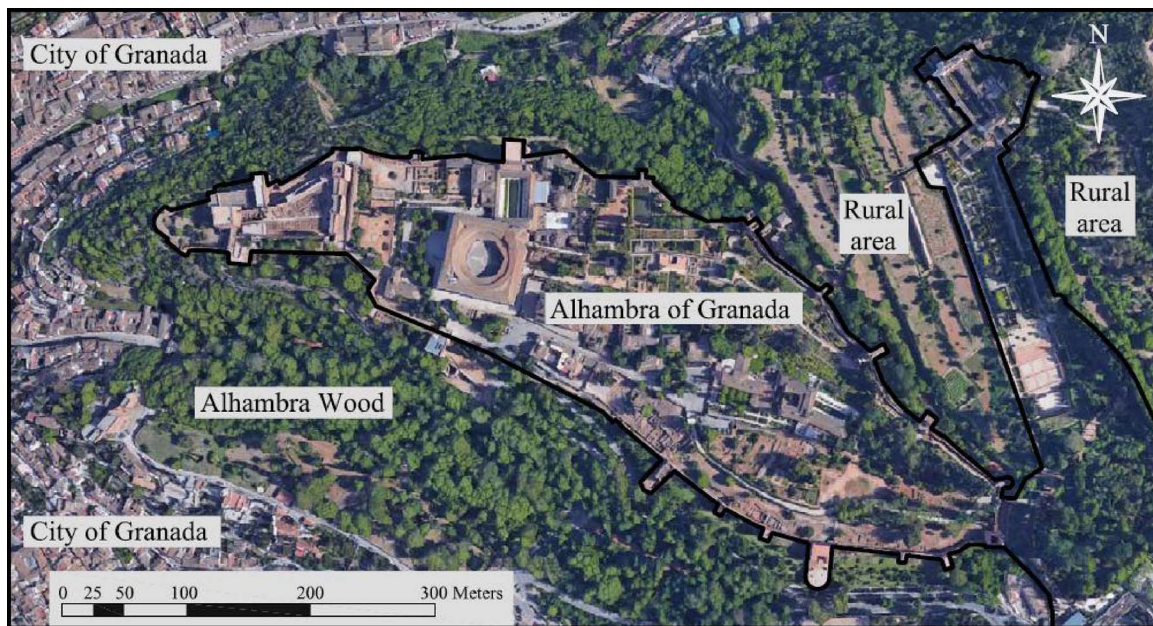 City of Granada
N
Rural
area
Rural
area
Alhambra of Granada
Alhambra Wood
City of Granada
0 25 50 100 200 300 Meters